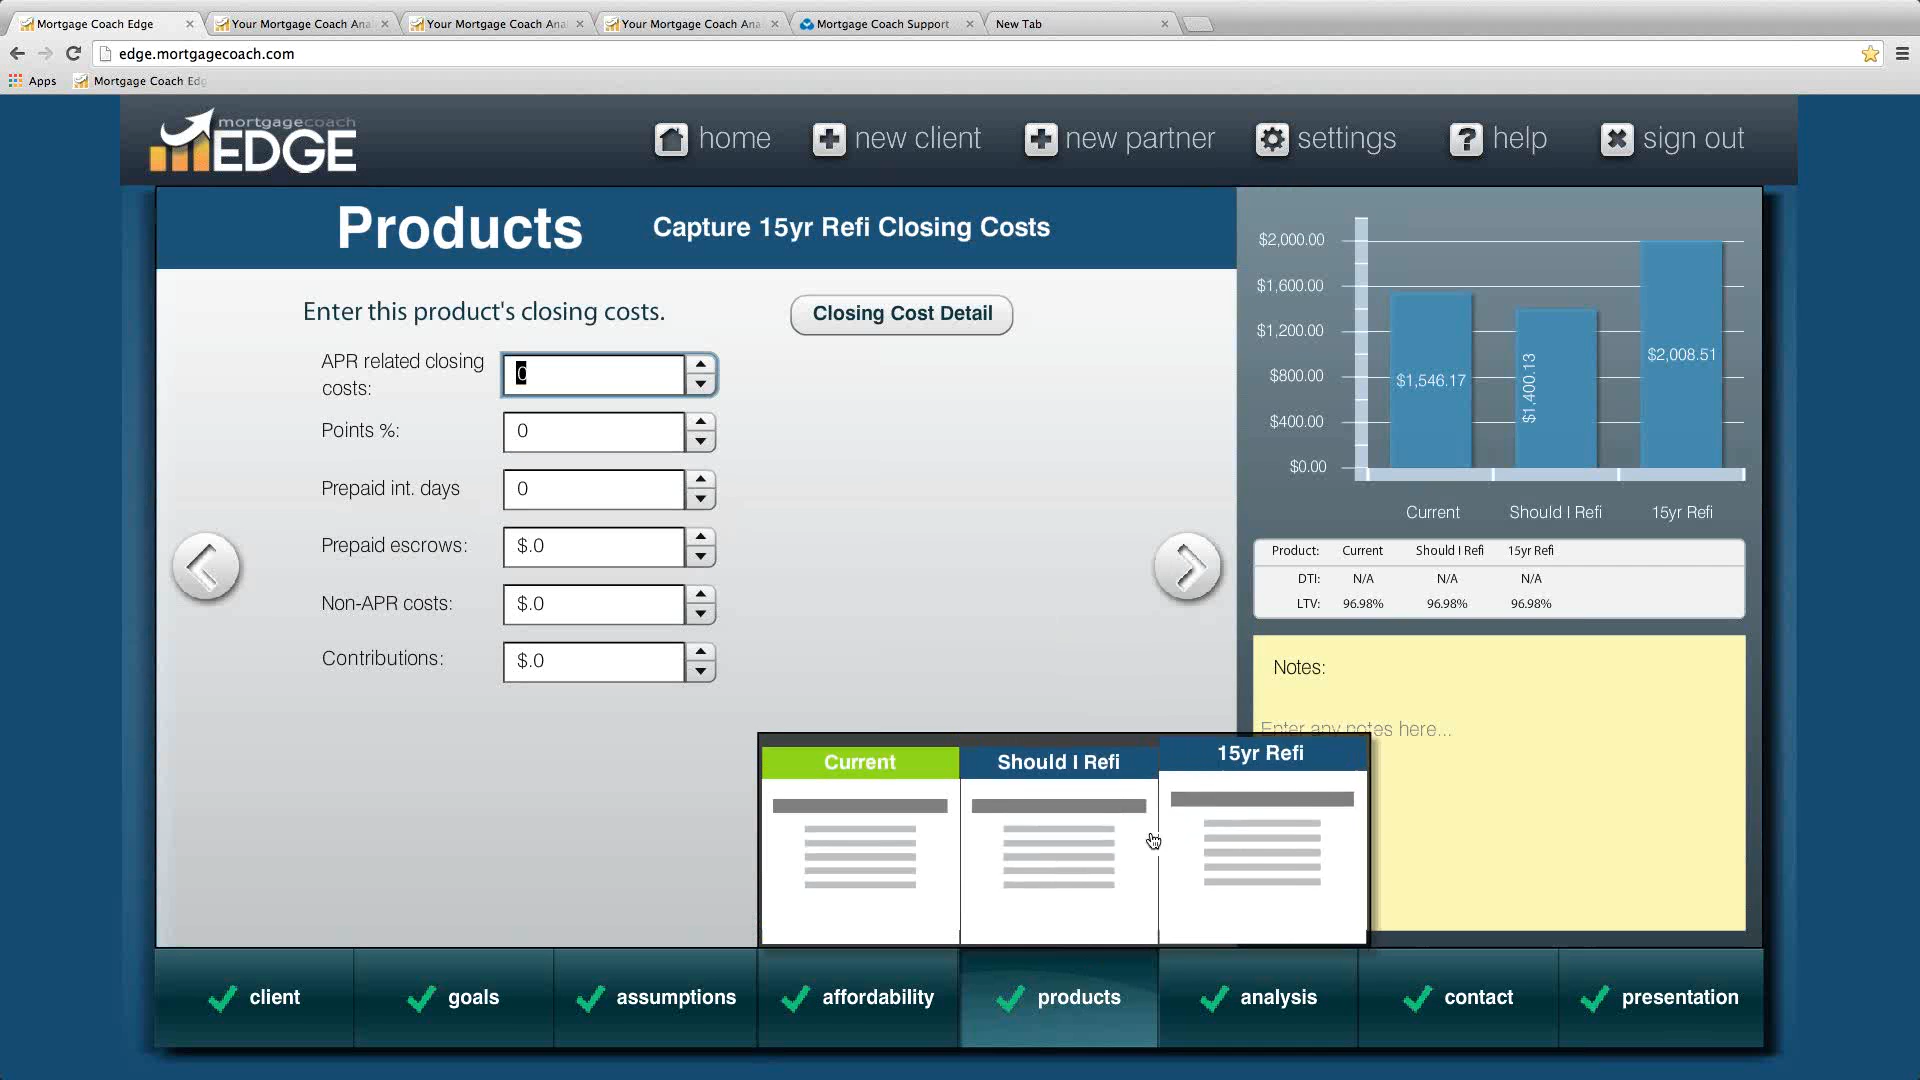 Mortgage Coach Edge
Your Mortgage Coach Ana
Your Mortgage Coach Ana
Your Mortgage Coach Ana
Mortgage Coach Support
New Tab
edge.mortgagecoach.com
Apps
Mortgage Coach Edg
mortgagecoach
EDGE
home
new client
new partner
settings
help
sign out
Products
Capture 15yr Refi Closing Costs
Enter this product's closing costs.
Closing Cost Detail
APR related closing
costs:
0
Points %:
0
Prepaid int. days
0
Prepaid escrows:
$.0
Non-APR costs:
$.0
Contributions:
$.0
$2,000.00
$1,600.00
$1,200.00
$800.00
$400.00
$0.00
$1,546.17
$1,400.13
$2,008.51
Current
Should I Refi
15yr Refi
Product: Current Should I Refi 15yr Refi
DTI: N/A N/A N/A
LTV: 96.98% 96.98% 96.98%
Notes:
Enter any notes here...
Current
Should I Refi
15yr Refi
client
goals
assumptions
affordability
products
analysis
contact
presentation